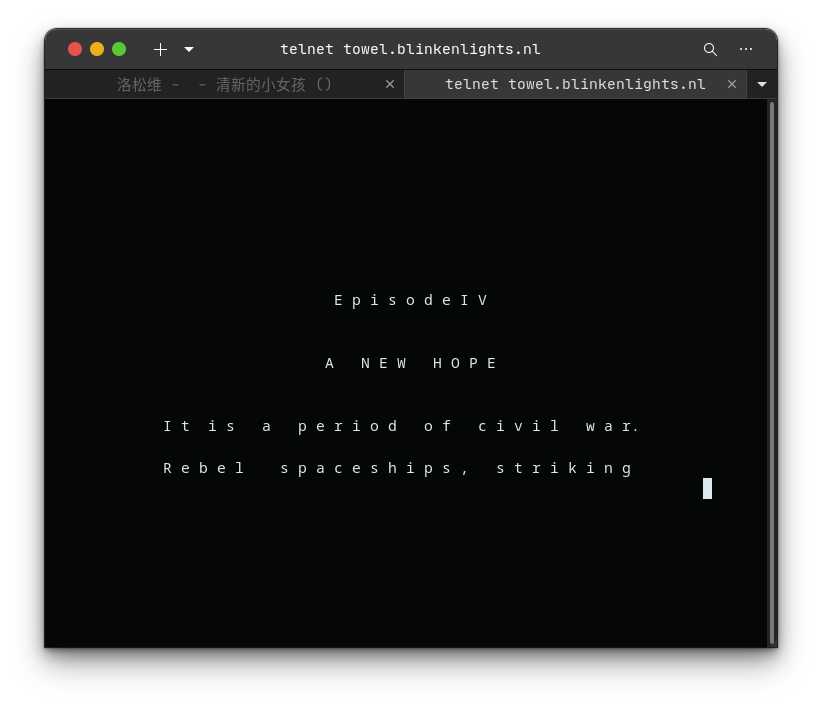 telnet towel.blinkenlights.nl
洛松维 - - 清新的小女孩 ()
telnet towel.blinkenlights.nl
E p i s o d e I V
A N E W H O P E
I t i s a p e r i o d o f c i v i l w a r.
R e b e l s p a c e s h i p s , s t r i k i n g